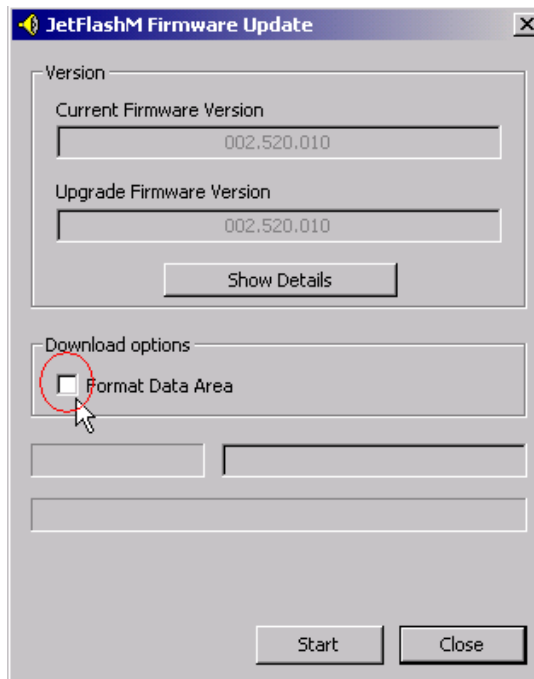 JetFlashM Firmware Update
Version
Current Firmware Version
002.520.010
Upgrade Firmware Version
002.520.010
Show Details
Download options
Format Data Area
Start
Close